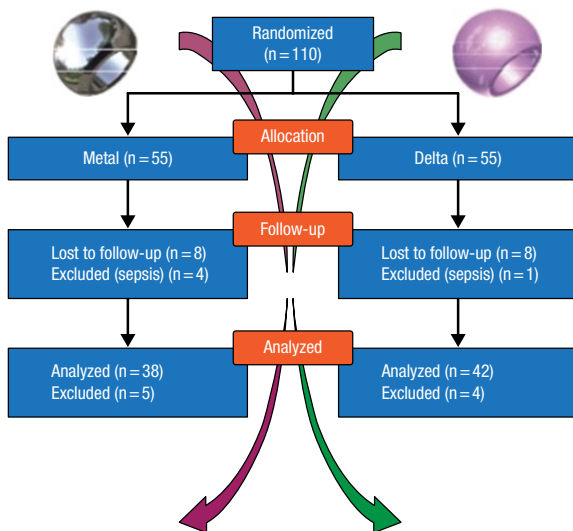 Randomized
(n = 110)
Allocation
Metal (n = 55)
Delta (n = 55)
Follow-up
Lost to follow-up (n = 8)
Excluded (sepsis) (n = 4)
Lost to follow-up (n = 8)
Excluded (sepsis) (n = 1)
Analyzed
Analyzed (n = 38)
Excluded (n = 5)
Analyzed (n = 42)
Excluded (n = 4)